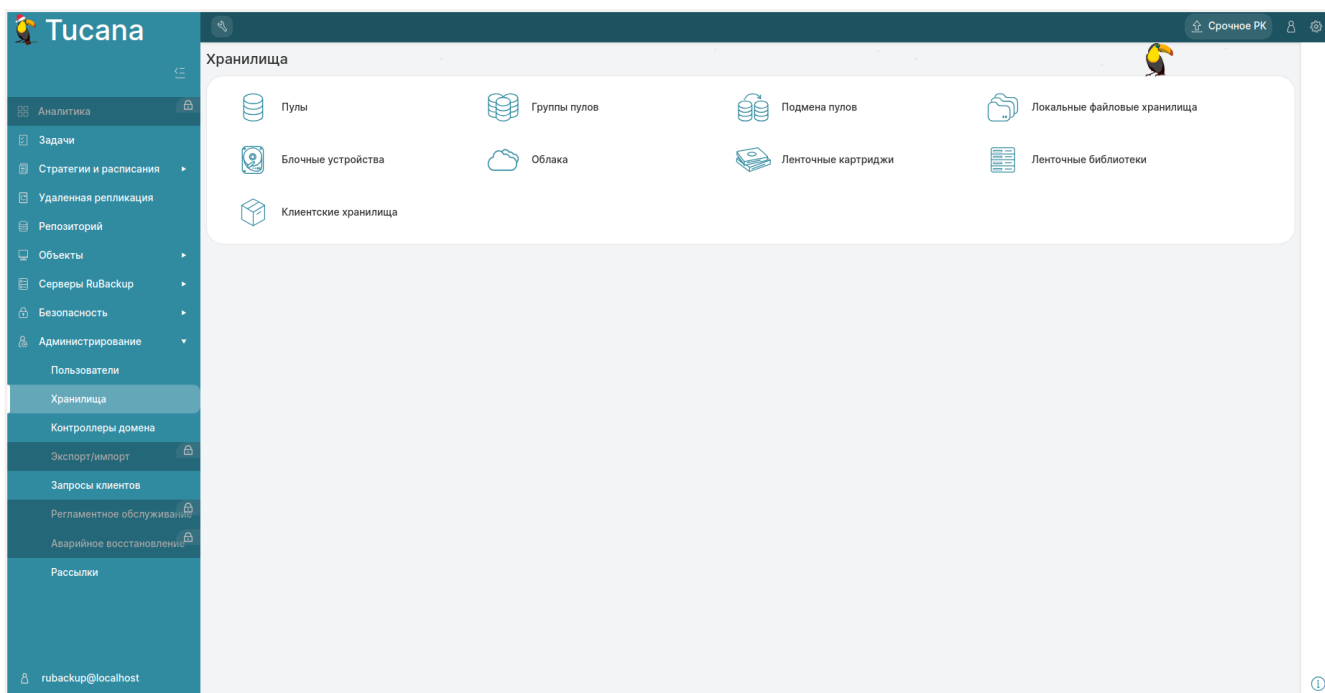 Tucana
Срочное РК
Хранилища
Аналитика
Задачи
Стратегии и расписания
Удаленная репликация
Репозиторий
Объекты
Серверы RuBackup
Безопасность
Администрирование
Пользователи
Хранилища
Контроллеры домена
Экспорт/импорт
Запросы клиентов
Регламентное обслуживание
Аварийное восстановление
Рассылки
rubackup@localhost
Пулы
Группы пулов
Подмена пулов
Локальные файловые хранилища
Блочные устройства
Облака
Ленточные картриджи
Ленточные библиотеки
Клиентские хранилища